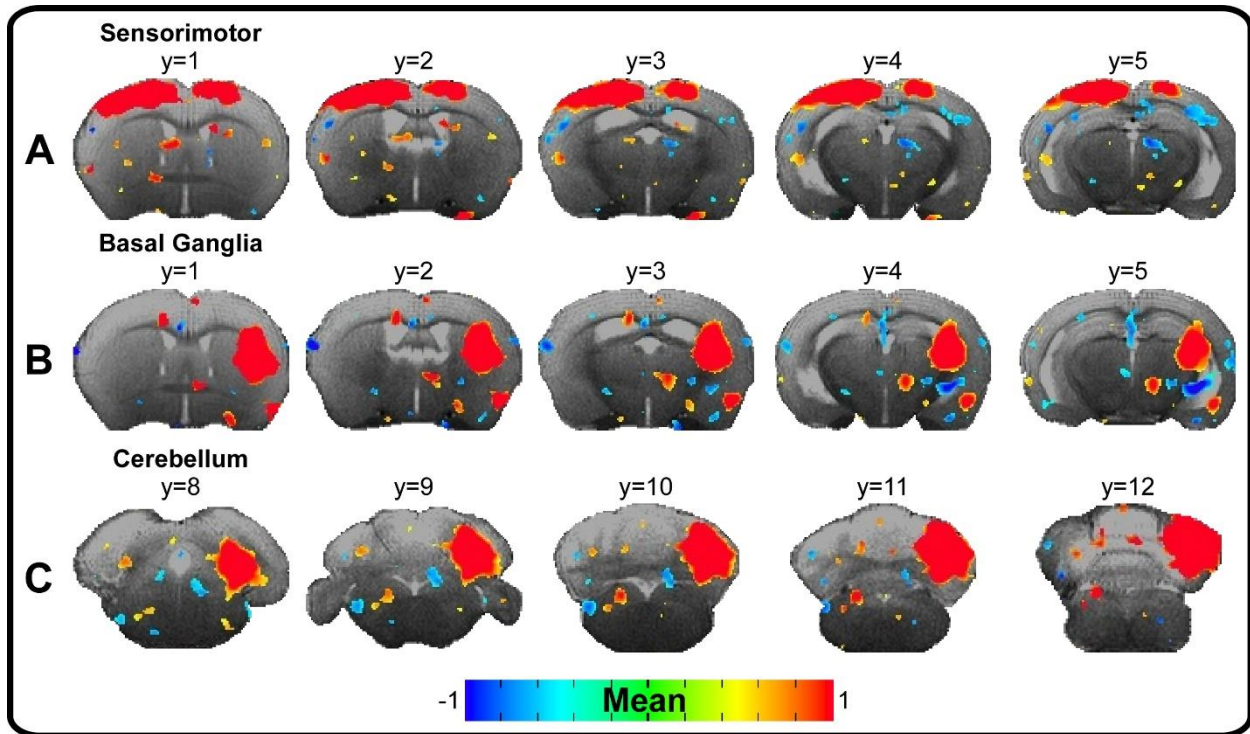 Sensorimotor
y=1 y=2 y=3 y=4 y=5
A
Basal Ganglia
y=1 y=2 y=3 y=4 y=5
B
Cerebellum
y=8 y=9 y=10 y=11 y=12
C
-1 Mean 1